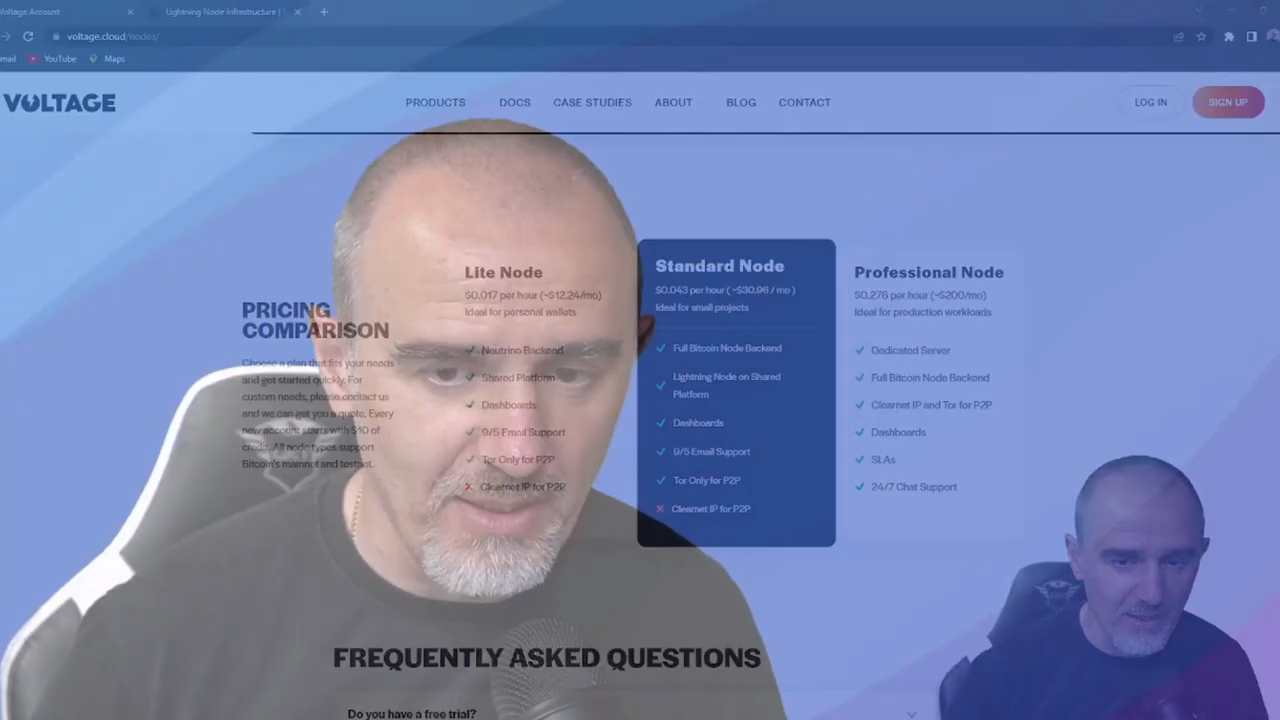 Voltage Account
Lightning Node Infrastructure |
voltage.cloud/nodes/
mail
YouTube
Maps
VOLTAGE
PRODUCTS
DOCS
CASE STUDIES
ABOUT
BLOG
CONTACT
LOG IN
SIGN UP
PRICING
COMPARISON
Choose a plan that fits your needs
and get started quickly. For
custom needs, please contact us
and we can get you a quote. Every
new account starts with $10 of
credit. All node types support
Bitcoin's mainnet and testnet.
Lite Node
$0.017 per hour (~$12.24/mo)
Ideal for personal wallets
Neutrino Backend
Shared Platform
Dashboards
9/5 Email Support
Tor Only for P2P
Clearnet IP for P2P
Standard Node
$0.043 per hour ( ~$30.96 / mo )
Ideal for small projects
Full Bitcoin Node Backend
Lightning Node on Shared
Platform
Dashboards
9/5 Email Support
Tor Only for P2P
Clearnet IP for P2P
Professional Node
$0.276 per hour (~$200/mo)
Ideal for production workloads
Dedicated Server
Full Bitcoin Node Backend
Clearnet IP and Tor for P2P
Dashboards
SLAs
24/7 Chat Support
FREQUENTLY ASKED QUESTIONS
Do you have a free trial?